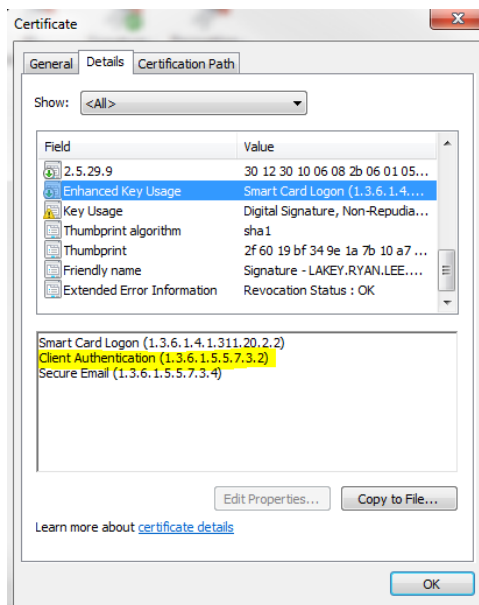 Certificate
General Details Certification Path
Show: <All>
Field Value
2.5.29.9 30 12 30 10 06 08 2b 06 01 05...
Enhanced Key Usage Smart Card Logon (1.3.6.1.4....
Key Usage Digital Signature, Non-Repudia...
Thumbprint algorithm sha1
Thumbprint 2f 60 19 bf 34 9e 1a 7b 10 a7 ...
Friendly name Signature - LAKEY.RYAN.LEE....
Extended Error Information Revocation Status : OK
Smart Card Logon (1.3.6.1.4.1.311.20.2.2)
Client Authentication (1.3.6.1.5.5.7.3.2)
Secure Email (1.3.6.1.5.5.7.3.4)
Edit Properties... Copy to File...
Learn more about certificate details
OK